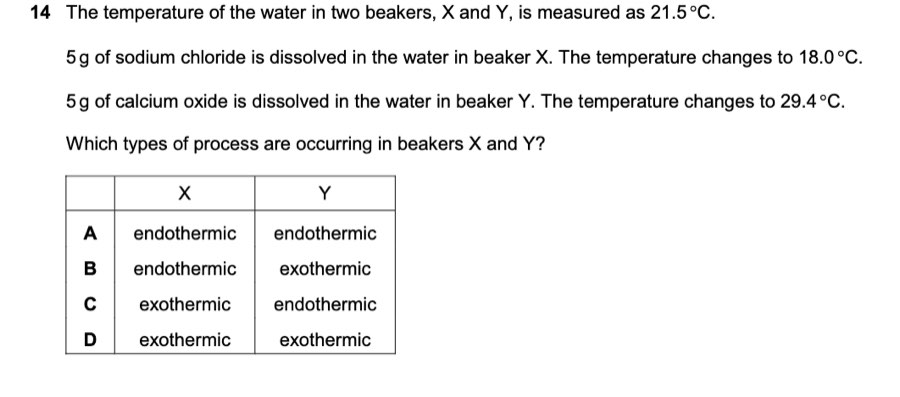 14 The temperature of the water in two beakers, X and Y, is measured as 21.5 °C.
5 g of sodium chloride is dissolved in the water in beaker X. The temperature changes to 18.0 °C.
5 g of calcium oxide is dissolved in the water in beaker Y. The temperature changes to 29.4 °C.
Which types of process are occurring in beakers X and Y?
X Y
A endothermic endothermic
B endothermic exothermic
C exothermic endothermic
D exothermic exothermic